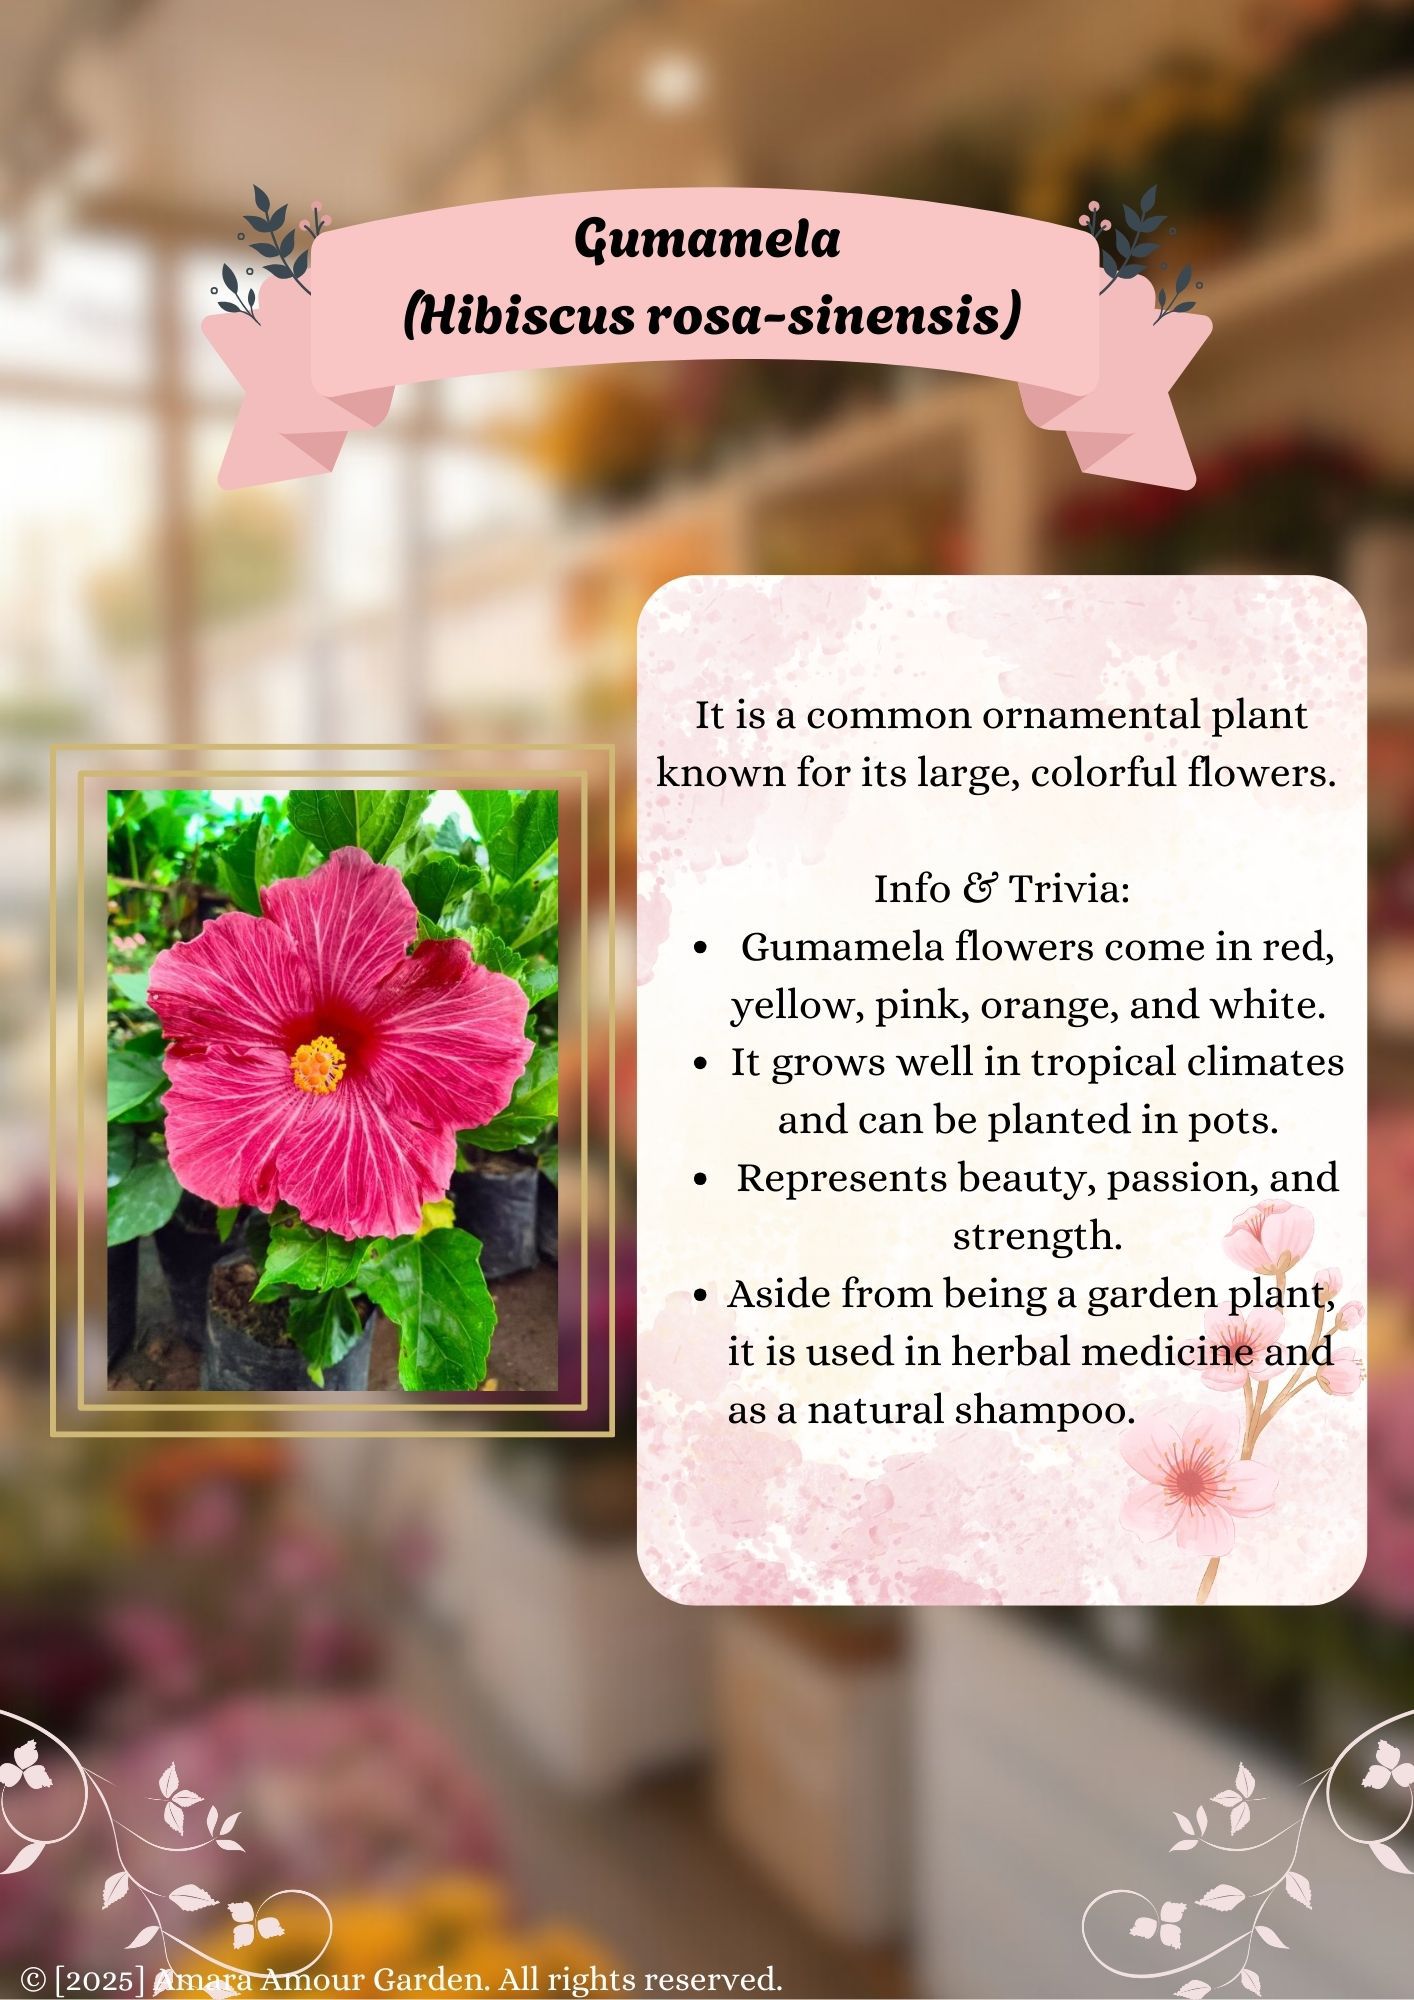 Gumamela
(Hibiscus rosa-sinensis)
It is a common ornamental plant
known for its large, colorful flowers.
Info & Trivia:
• Gumamela flowers come in red,
yellow, pink, orange, and white.
• It grows well in tropical climates
and can be planted in pots.
• Represents beauty, passion, and
strength.
• Aside from being a garden plant,
it is used in herbal medicine and
as a natural shampoo.
© [2025] Amara Amour Garden. All rights reserved.